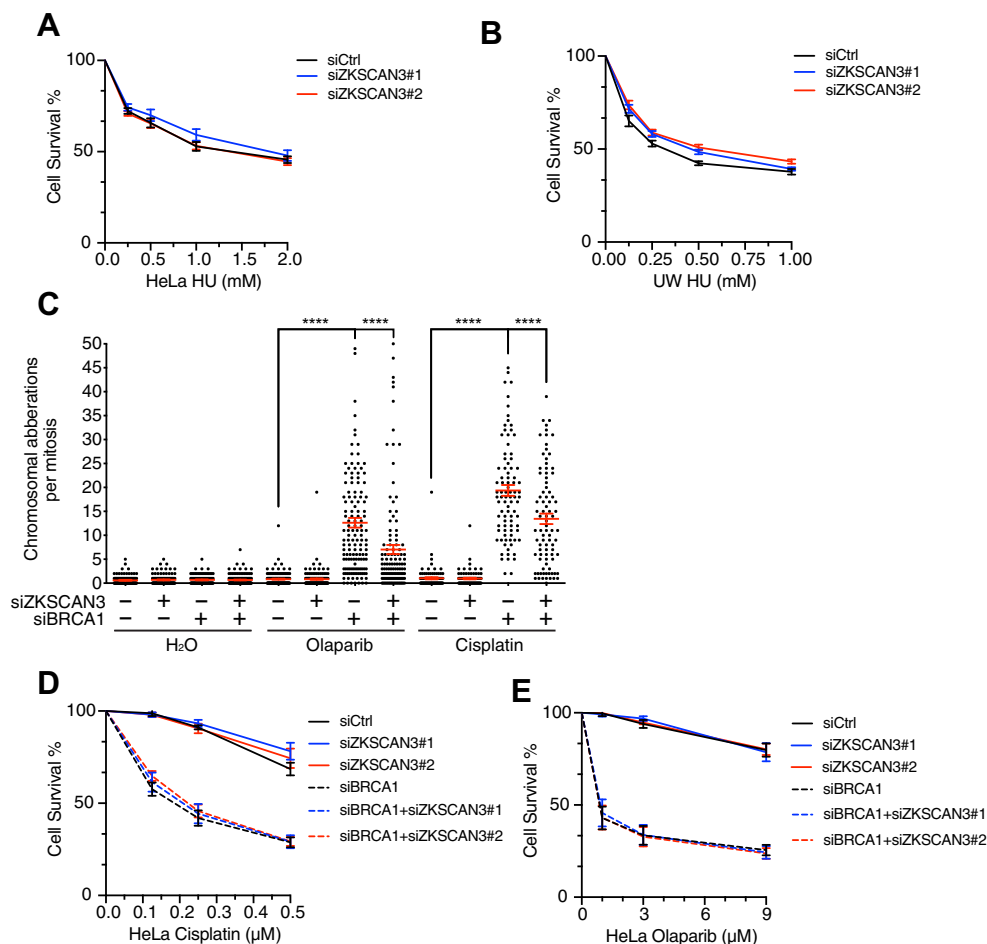 A
100
50
0
Cell Survival %
0.0 0.5 1.0 1.5 2.0
HeLa HU (mM)
siCtrl
siZKSCAN3#1
siZKSCAN3#2
B
100
50
0
Cell Survival %
0.00 0.25 0.50 0.75 1.00
UW HU (mM)
siCtrl
siZKSCAN3#1
siZKSCAN3#2
C
**** **** **** ****
Chromosomal abberations
per mitosis
50
45
40
35
30
25
20
15
10
5
0
siZKSCAN3 − + − + − + − + − + − +
siBRCA1 − − + + − − + + − − + +
H₂O Olaparib Cisplatin
D
100
50
0
Cell Survival %
0.0 0.1 0.2 0.3 0.4 0.5
HeLa Cisplatin (μM)
siCtrl
siZKSCAN3#1
siZKSCAN3#2
siBRCA1
siBRCA1+siZKSCAN3#1
siBRCA1+siZKSCAN3#2
E
100
50
0
Cell Survival %
0 3 6 9
HeLa Olaparib (μM)
siCtrl
siZKSCAN3#1
siZKSCAN3#2
siBRCA1
siBRCA1+siZKSCAN3#1
siBRCA1+siZKSCAN3#2